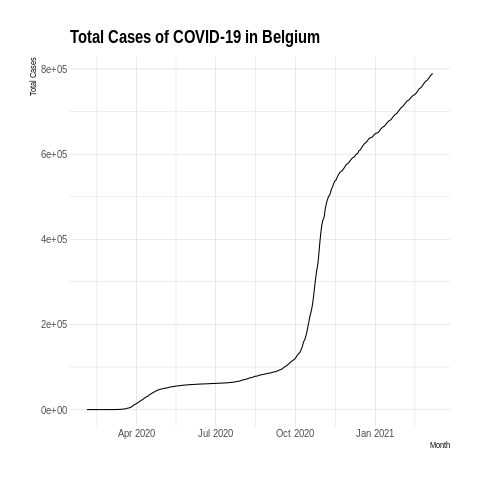 Total Cases of COVID-19 in Belgium
Total Cases
8e+05
6e+05
4e+05
2e+05
0e+00
Apr 2020 Jul 2020 Oct 2020 Jan 2021
Month